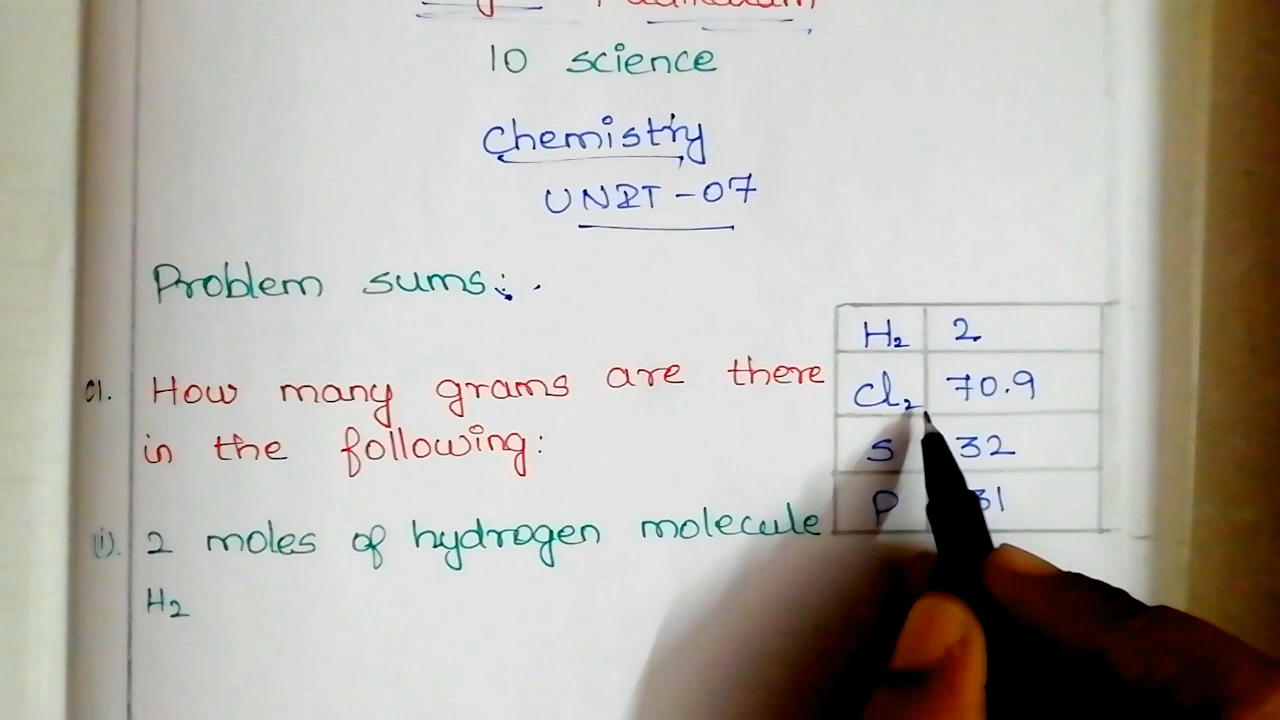 10 science
Chemistry
UNIT-07
Problem sums:.
01. How many grams are there
in the following:
(i). 2 moles of hydrogen molecule
H₂
H₂ 2
Cl₂ 70.9
S 32
P 31